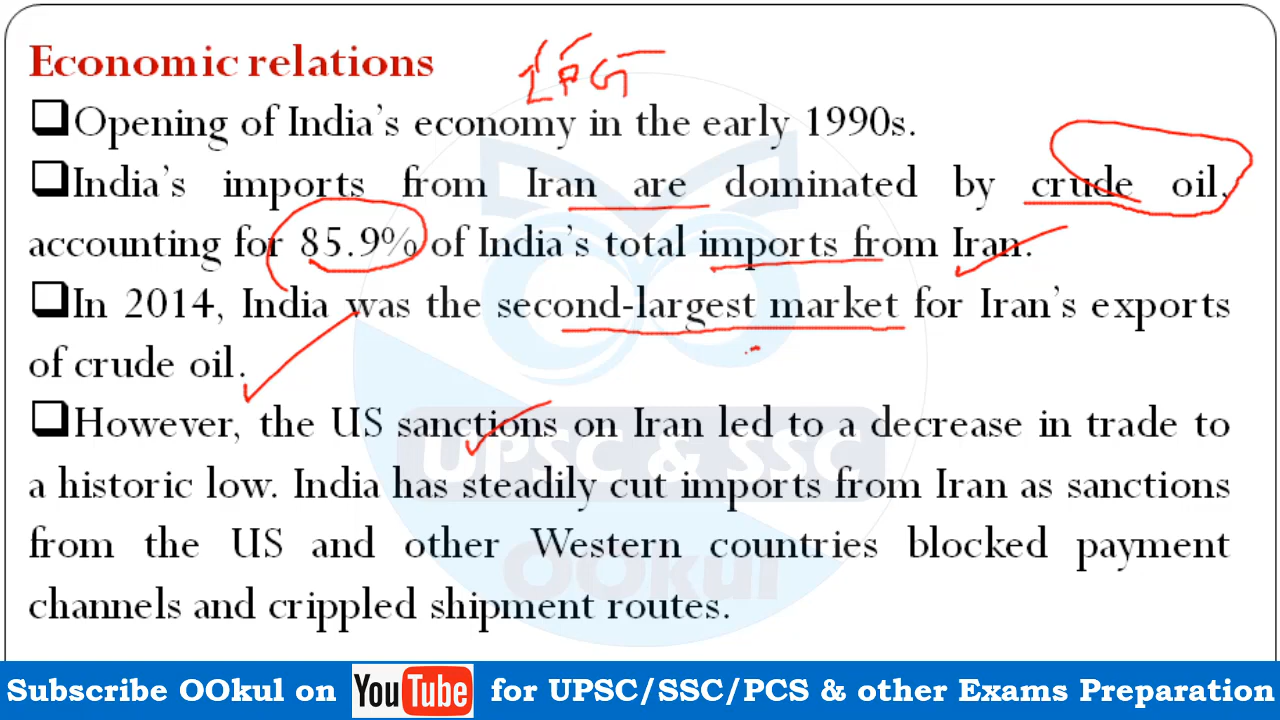 Economic relations
LPG
❑Opening of India’s economy in the early 1990s.
❑India’s imports from Iran are dominated by crude oil,
accounting for 85.9% of India’s total imports from Iran.
❑In 2014, India was the second-largest market for Iran’s exports
of crude oil.
❑However, the US sanctions on Iran led to a decrease in trade to
a historic low. India has steadily cut imports from Iran as sanctions
from the US and other Western countries blocked payment
channels and crippled shipment routes.
UPSC & SSC
OOkul
Subscribe OOkul on YouTube for UPSC/SSC/PCS & other Exams Preparation